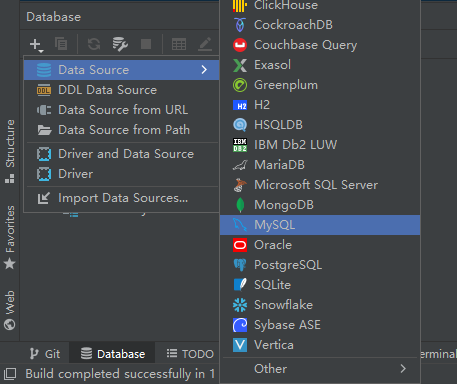 Database
Data Source
DDL Data Source
Data Source from URL
Data Source from Path
Driver and Data Source
Driver
Import Data Sources...
ClickHouse
CockroachDB
Couchbase Query
Exasol
Greenplum
H2
HSQLDB
IBM Db2 LUW
MariaDB
Microsoft SQL Server
MongoDB
MySQL
Oracle
PostgreSQL
SQLite
Snowflake
Sybase ASE
Vertica
Other
Structure
Favorites
Web
Git
Database
TODO
Terminal
Build completed successfully in 1